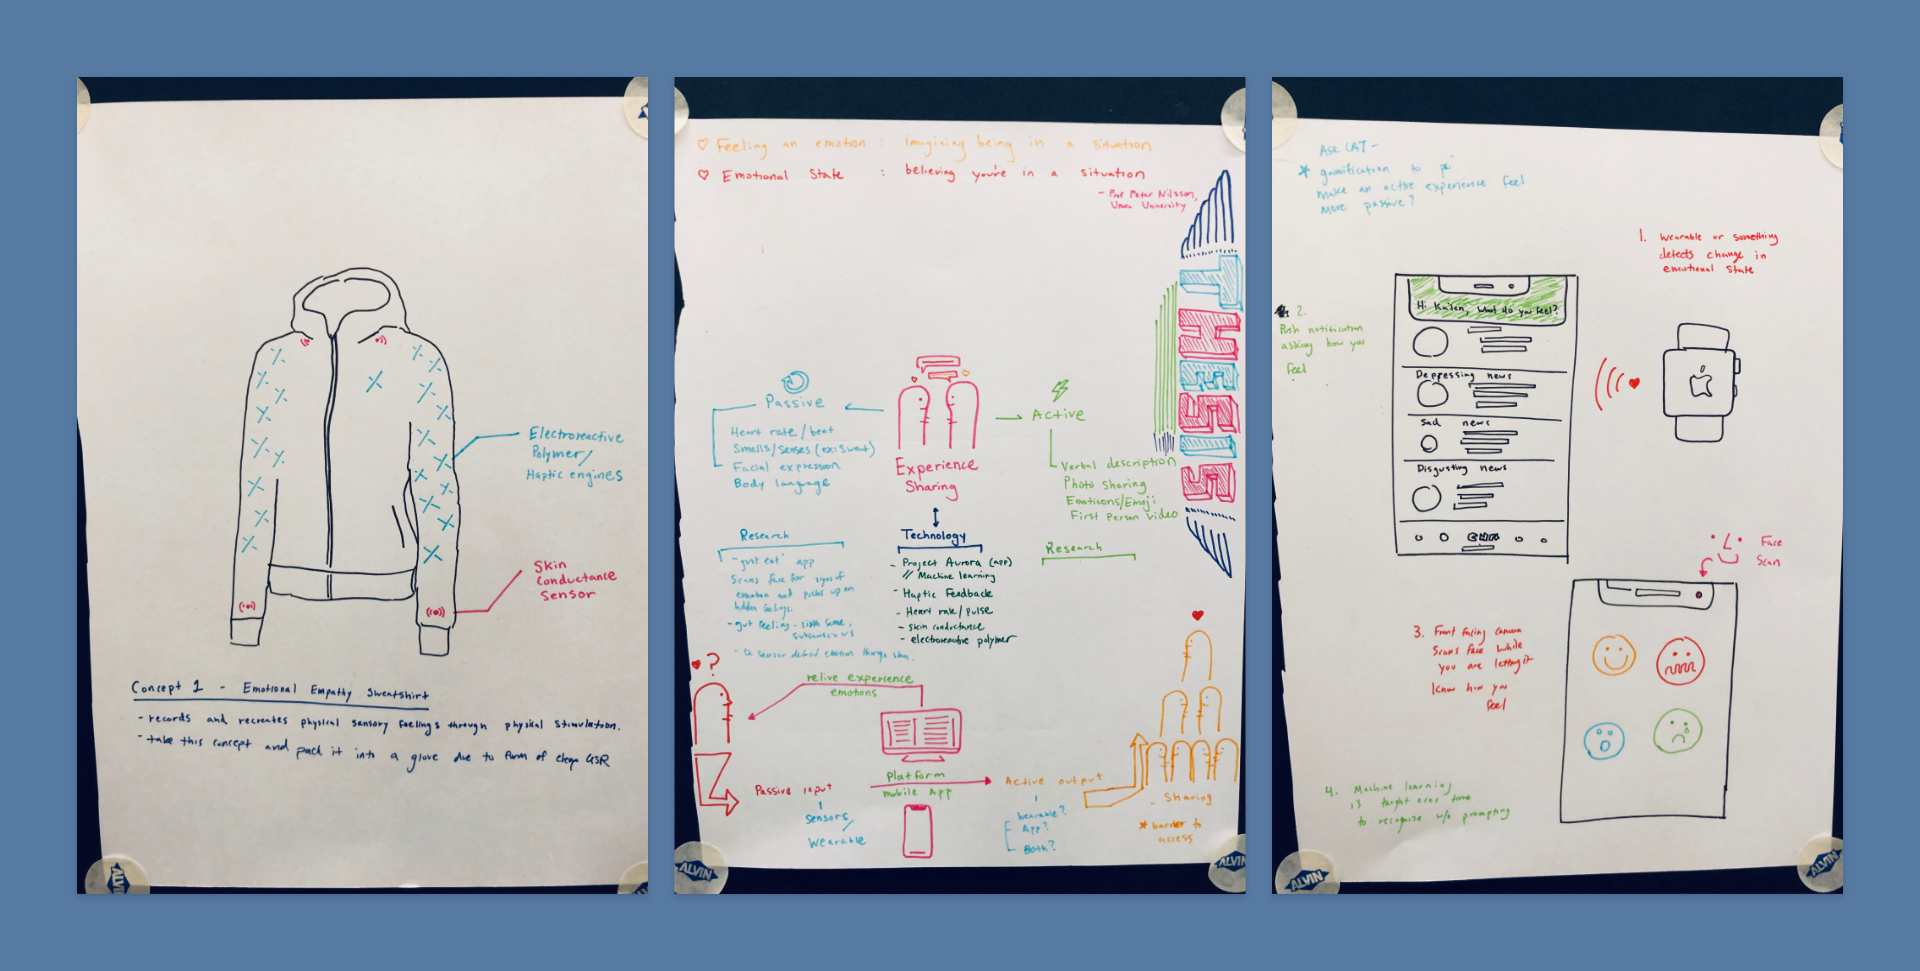 Electroreactive
Polymer/
Haptic engines
Skin
conductance
sensor
Concept 1 - Emotional Empathy Sweatshirt
- records and recreates physical sensory feelings through physical stimulation.
- take this concept and pack it into a glove due to form of GSR
ALVIN
Feeling an emotion : imagining being in a situation
Emotional State : believing you're in a situation
- Prof Peter Nilsson,
Umea University
THESIS
Passive
Heart rate/beat
Smells/senses (ex: Sweat)
Facial expression
Body language
Experience
Sharing
Active
Verbal description
Photo sharing
Emoticons/Emoji
First Person Video
Research
- "just eat" app
Scans face for signs of
emotion and picks up on
hidden feelings.
- gut feeling - sixth sense,
subconscious
- sensor detect emotion through skin.
Technology
- Project Aurora (app)
// Machine learning
- Haptic Feedback
- Heart rate/pulse
- skin conductance
- electroreactive polymer
Research
?
relive experience
emotions
Passive input
Sensors/
Wearable
Platform
mobile App
Active output
Wearable?
App?
Both?
- Sharing
* barrier to
access
ALVIN
ALVIN
Ask CAT -
* gamification to
make an active experience feel
more passive?
1. Wearable or something
detects change in
emotional state
2.
Push notification
asking how you
feel
Hi Kailen, what do you feel?
Depressing news
Sad news
Disgusting news
Face
Scan
3. Front facing camera
Scans face while
you are letting it
know how you
feel
4. Machine learning
is taught over time
to recognize w/o prompting
ALVIN
ALVIN